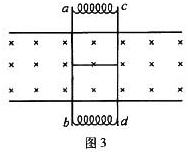 a c
× × × × × ×
× × × × × ×
× × × × × ×
b d
图3